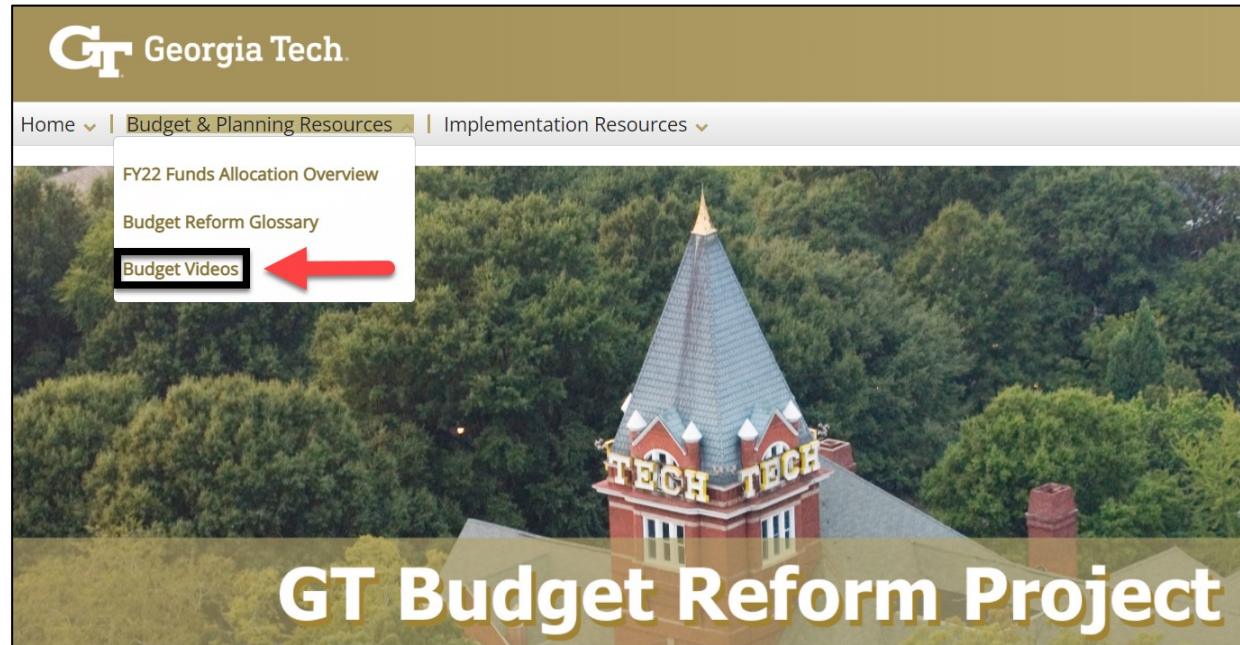 GT Georgia Tech.
Home | Budget & Planning Resources | Implementation Resources
FY22 Funds Allocation Overview
Budget Reform Glossary
Budget Videos
TECH TECH
GT Budget Reform Project